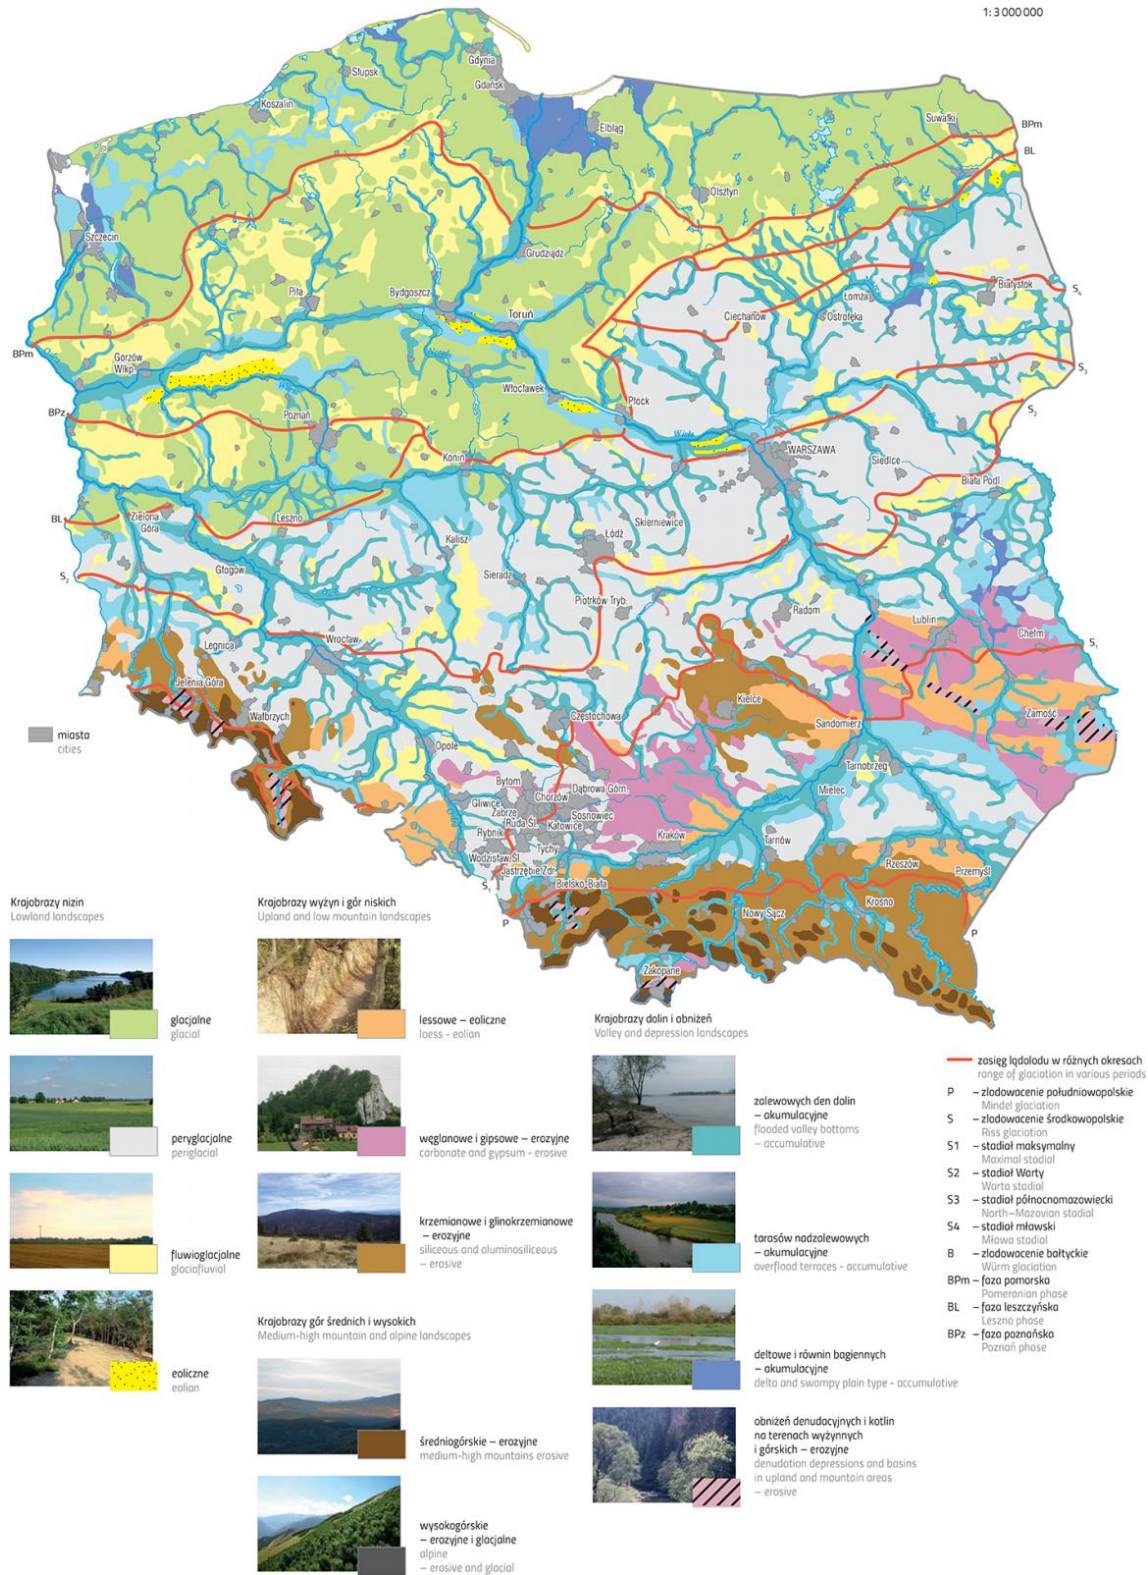 1: 3 000 000
Gdynia
Słupsk
Gdańsk
Koszalin
Elbląg
Suwałki
BPm
BL
Olsztyn
Szczecin
Grudziądz
Piła
Bydgoszcz
Toruń
Łomża
Białystok
S4
Ciechanów
Ostrołęka
BPm
Odra
Gorzów
Wlkp.
Noteć
Włocławek
Płock
S3
BPz
Warta
Poznań
S2
Wisła
WARSZAWA
Konin
Siedlce
Biała Podl.
BL
Zielona
Góra
Leszno
Skierniewice
Łódź
Kalisz
Głogów
S2
Sieradz
Piotrków Tryb.
Radom
Lublin
Chełm
S1
Legnica
Wrocław
Jelenia Góra
Wałbrzych
Częstochowa
Kielce
Sandomierz
Zamość
miasta
cities
Opole
Tarnobrzeg
Bytom
Dąbrowa Górn.
Mielec
Gliwice
Chorzów
Zabrze
Sosnowiec
Ruda Śl.
Katowice
Wisła
Odra
Rybnik
Kraków
Tychy
Tarnów
Wodzisław Śl.
Rzeszów
Jastrzębie Zdr.
Przemyśl
S1
Bielsko-Biała
Krosno
P
Nowy Sącz
P
Zakopane
Krajobrazy nizin
Lowland landscapes
glacjalne
glacial
peryglacjalne
periglacial
fluwioglacjalne
glaciofluvial
eoliczne
eolian
Krajobrazy wyżyn i gór niskich
Upland and low mountain landscapes
lessowe – eoliczne
loess - eolian
węglanowe i gipsowe – erozyjne
carbonate and gypsum - erosive
krzemianowe i glinokrzemianowe
– erozyjne
siliceous and aluminosiliceous
– erosive
Krajobrazy gór średnich i wysokich
Medium-high mountain and alpine landscapes
średniogórskie – erozyjne
medium-high mountains erosive
wysokogórskie
– erozyjne i glacjalne
alpine
– erosive and glacial
Krajobrazy dolin i obniżeń
Valley and depression landscapes
zalewowych den dolin
– akumulacyjne
flooded valley bottoms
– accumulative
tarasów nadzalewowych
– akumulacyjne
overflood terraces - accumulative
deltowe i równin bagiennych
– akumulacyjne
delta and swampy plain type - accumulative
obniżeń denudacyjnych i kotlin
na terenach wyżynnych
i górskich – erozyjne
denudation depressions and basins
in upland and mountain areas
– erosive
zasięg lądolodu w różnych okresach
range of glaciation in various periods
P – zlodowacenie południowopolskie
Mindel glaciation
S – zlodowacenie środkowopolskie
Riss glaciation
S1 – stadiał maksymalny
Maximal stadial
S2 – stadiał Warty
Warta stadial
S3 – stadiał północnomazowiecki
North–Mazovian stadial
S4 – stadiał mławski
Mława stadial
B – zlodowacenie bałtyckie
Würm glaciation
BPm – faza pomorska
Pomeranian phase
BL – faza leszczyńska
Leszno phase
BPz – faza poznańska
Poznań phase